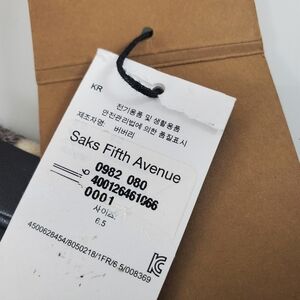 KR
전기용품 및 생활용품
안전관리법에 의한 품질표시
제조자명: 버버리
Saks Fifth Avenue
0982 080
400126461066
0001
사이즈:
6.5
450062845A/8050218/1FR/6.5/008369